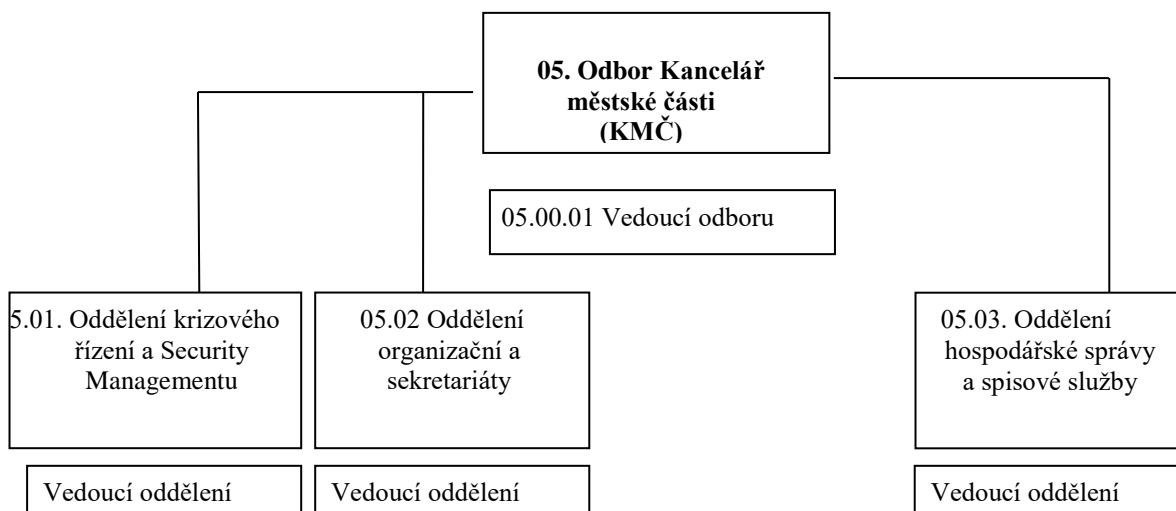 05. Odbor Kancelář
městské části
(KMČ)
05.00.01 Vedoucí odboru
5.01. Oddělení krizového
řízení a Security
Managementu
05.02 Oddělení
organizační a
sekretariáty
05.03. Oddělení
hospodářské správy
a spisové služby
Vedoucí oddělení
Vedoucí oddělení
Vedoucí oddělení